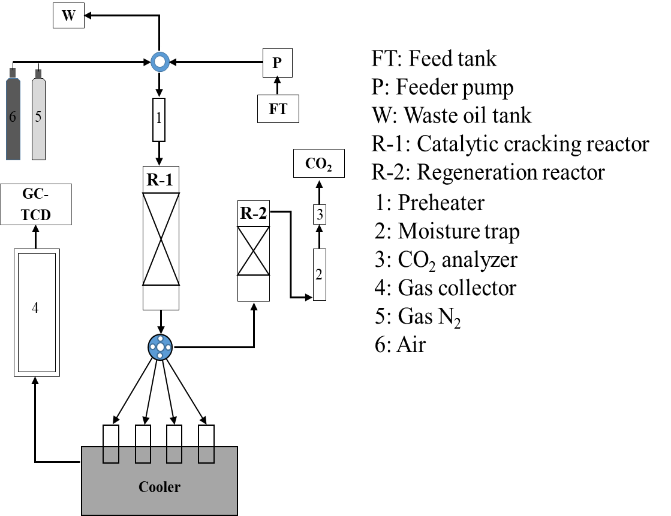 W
P
FT
6
5
1
R-1
CO₂
GC-
TCD
R-2
3
2
4
Cooler
FT: Feed tank
P: Feeder pump
W: Waste oil tank
R-1: Catalytic cracking reactor
R-2: Regeneration reactor
1: Preheater
2: Moisture trap
3: CO₂ analyzer
4: Gas collector
5: Gas N₂
6: Air